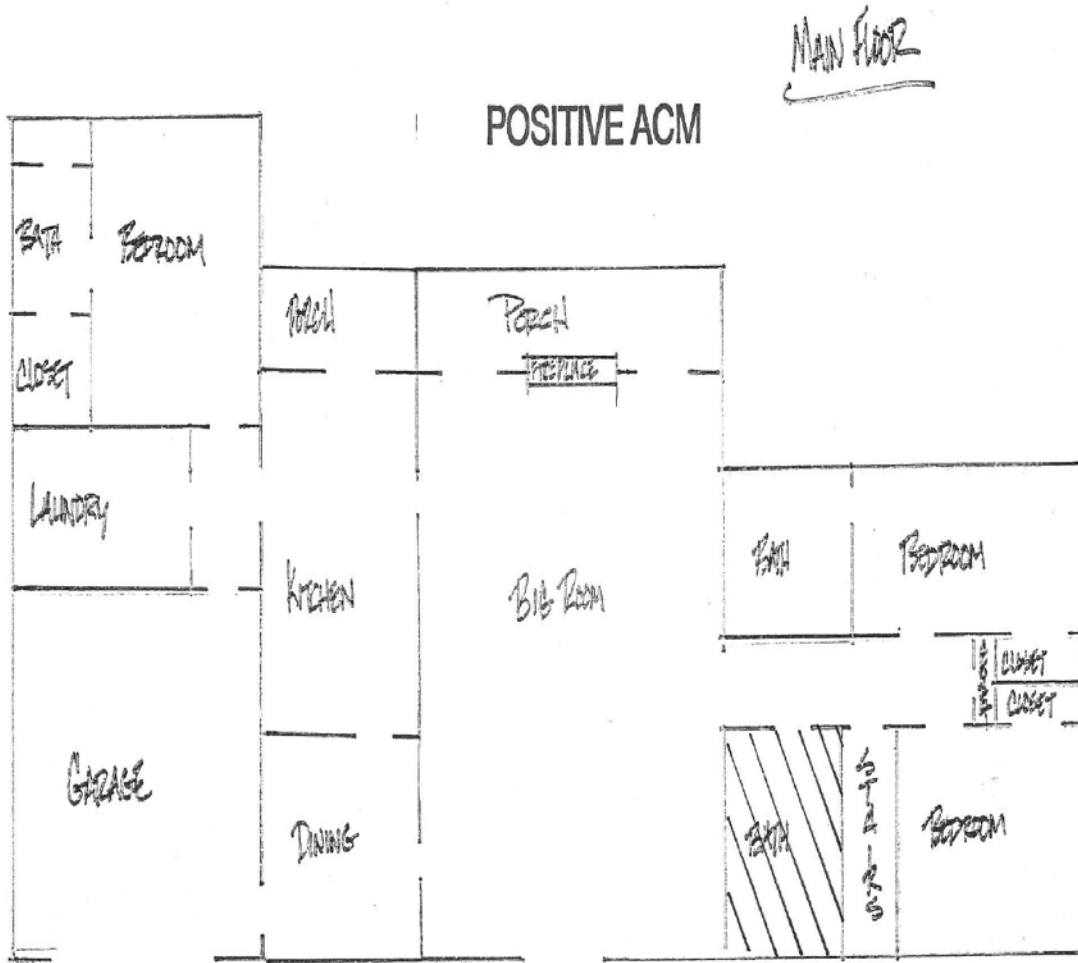 MAIN FLOOR
POSITIVE ACM
BATH
BEDROOM
PORCH
PORCH
FIREPLACE
CLOSET
LAUNDRY
KITCHEN
BIG ROOM
BATH
BEDROOM
CLOSET
CLOSET
GARAGE
DINING
BATH
STAIRS
BEDROOM